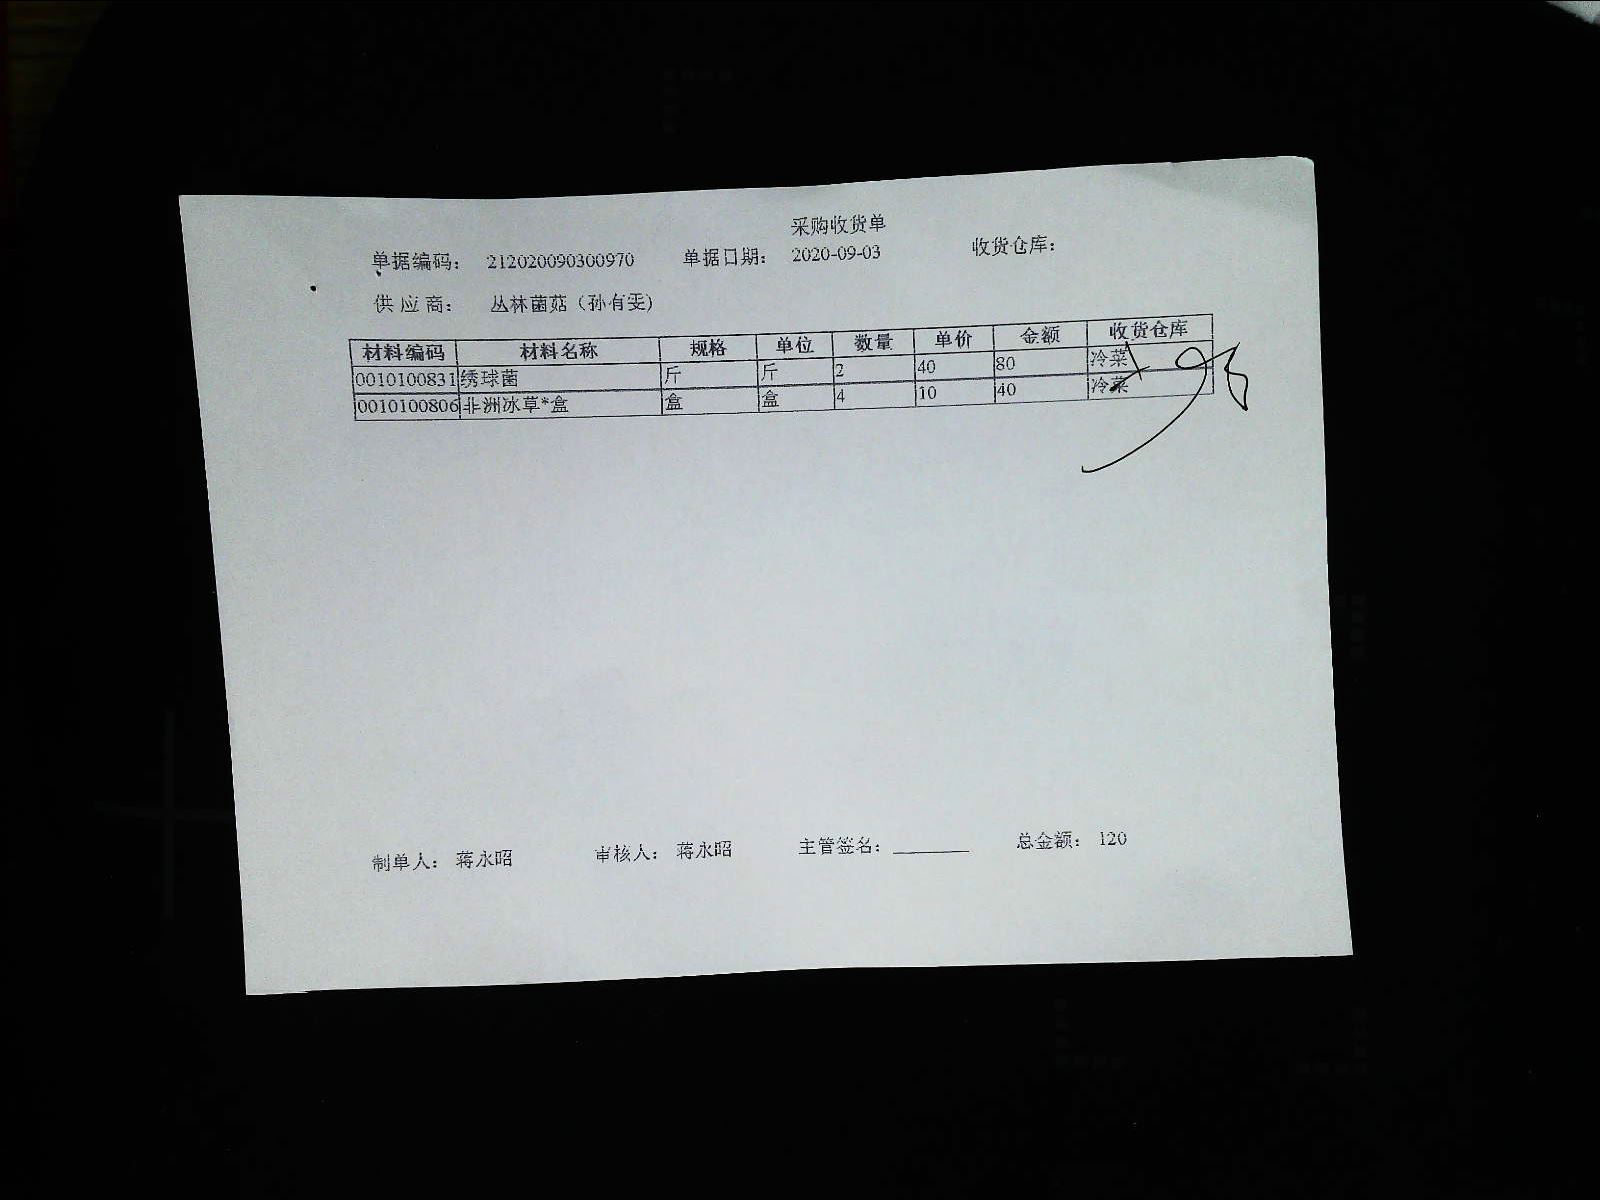 采购收货单
单据编码： 212020090300970 单据日期： 2020-09-03 收货仓库：
供 应 商： 丛林菌菇（孙有雯）
材料编码 材料名称 规格 单位 数量 单价 金额 收货仓库
0010100831 绣球菌 斤 斤 2 40 80 冷菜
0010100806 非洲冰草*盒 盒 盒 4 10 40 冷菜
制单人： 蒋永昭 审核人： 蒋永昭 主管签名： 总金额： 120